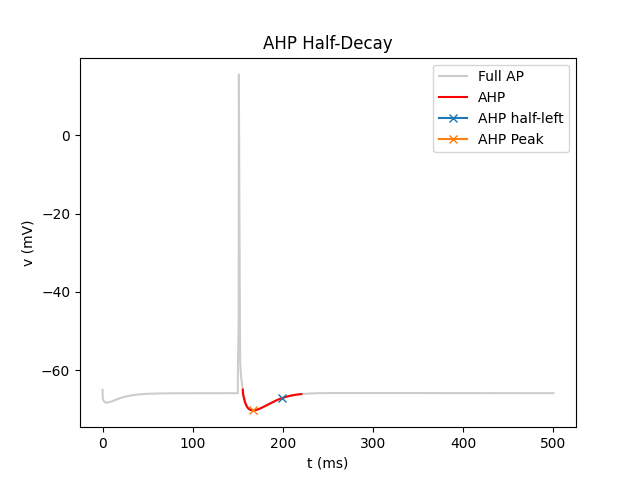 AHP Half-Decay
Full AP
AHP
AHP half-left
AHP Peak
v (mV)
0
−20
−40
−60
0
100
200
300
400
500
t (ms)